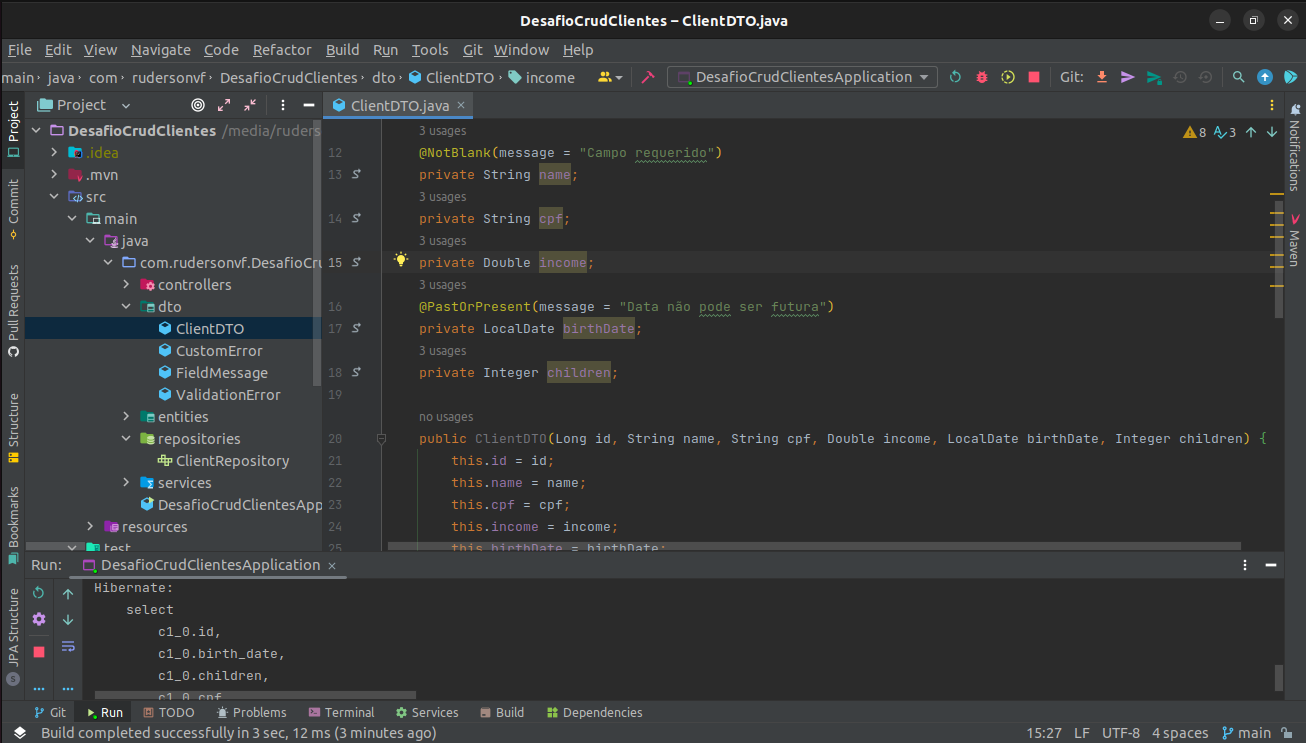 DesafioCrudClientes – ClientDTO.java
File Edit View Navigate Code Refactor Build Run Tools Git Window Help
main java com rudersonvf DesafioCrudClientes dto ClientDTO income DesafioCrudClientesApplication Git:
Project
ClientDTO.java
DesafioCrudClientes /media/ruders
.idea
.mvn
src
main
java
com.rudersonvf.DesafioCru
controllers
dto
ClientDTO
CustomError
FieldMessage
ValidationError
entities
repositories
ClientRepository
services
DesafioCrudClientesApp
resources
test
Project
Commit
Pull Requests
Structure
Bookmarks
JPA Structure
8 3
3 usages
12 @NotBlank(message = "Campo requerido")
13 private String name;
3 usages
14 private String cpf;
3 usages
15 private Double income;
3 usages
16 @PastOrPresent(message = "Data não pode ser futura")
17 private LocalDate birthDate;
3 usages
18 private Integer children;
19
no usages
20 public ClientDTO(Long id, String name, String cpf, Double income, LocalDate birthDate, Integer children) {
21 this.id = id;
22 this.name = name;
23 this.cpf = cpf;
24 this.income = income;
25 this.birthDate = birthDate;
Notifications
Maven
Run: DesafioCrudClientesApplication
Hibernate:
select
c1_0.id,
c1_0.birth_date,
c1_0.children,
c1_0.cpf
Git Run TODO Problems Terminal Services Build Dependencies
Build completed successfully in 3 sec, 12 ms (3 minutes ago) 15:27 LF UTF-8 4 spaces main